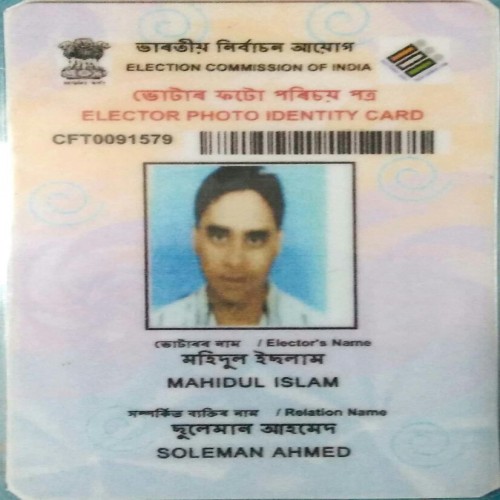 ভাৰতীয় নিৰ্বাচন আয়োগ
ELECTION COMMISSION OF INDIA
ভোটাৰ ফটো পৰিচয় পত্ৰ
ELECTOR PHOTO IDENTITY CARD
CFT0091579
ভোটাৰৰ নাম / Elector's Name
মহিদুল ইছলাম
MAHIDUL ISLAM
সম্পৰ্কিত ব্যক্তিৰ নাম / Relation Name
ছুলেমান আহমেদ
SOLEMAN AHMED